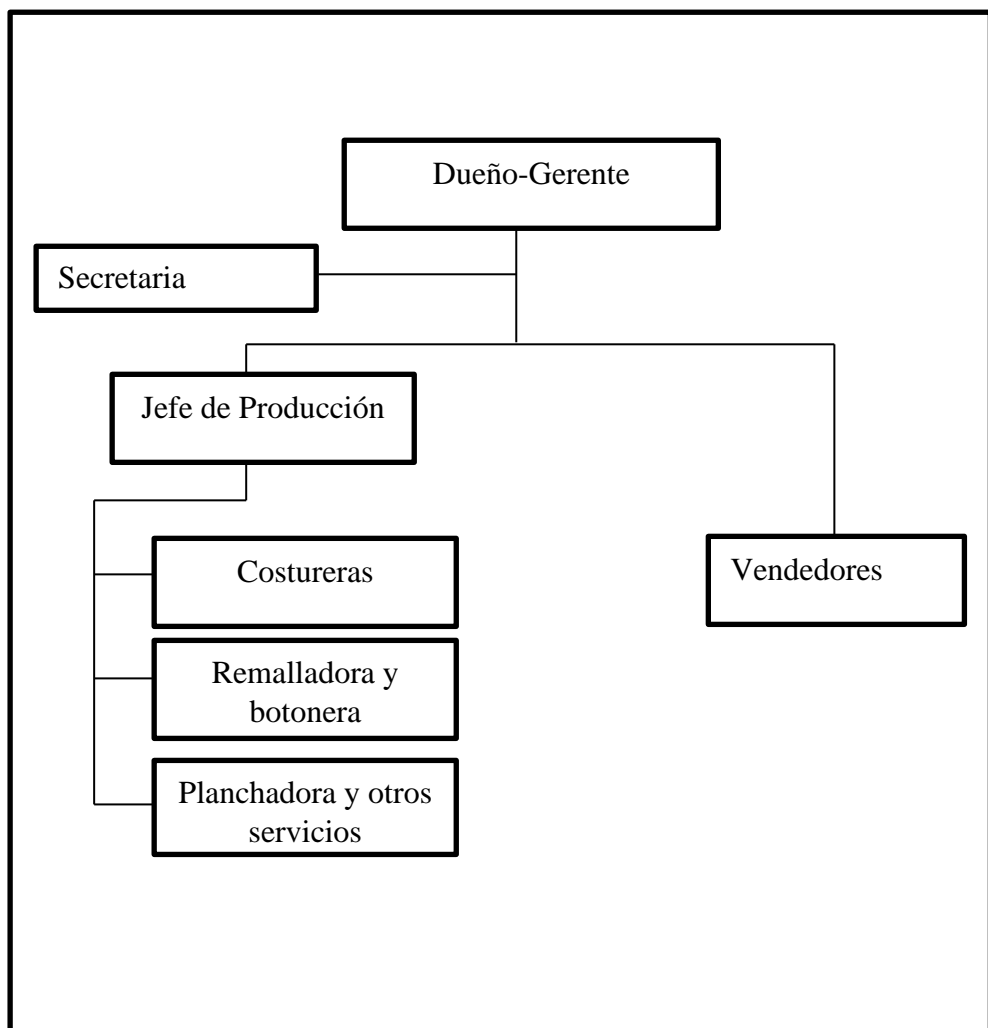 Dueño-Gerente
Secretaria
Jefe de Producción
Costureras
Vendedores
Remalladora y
botonera
Planchadora y otros
servicios